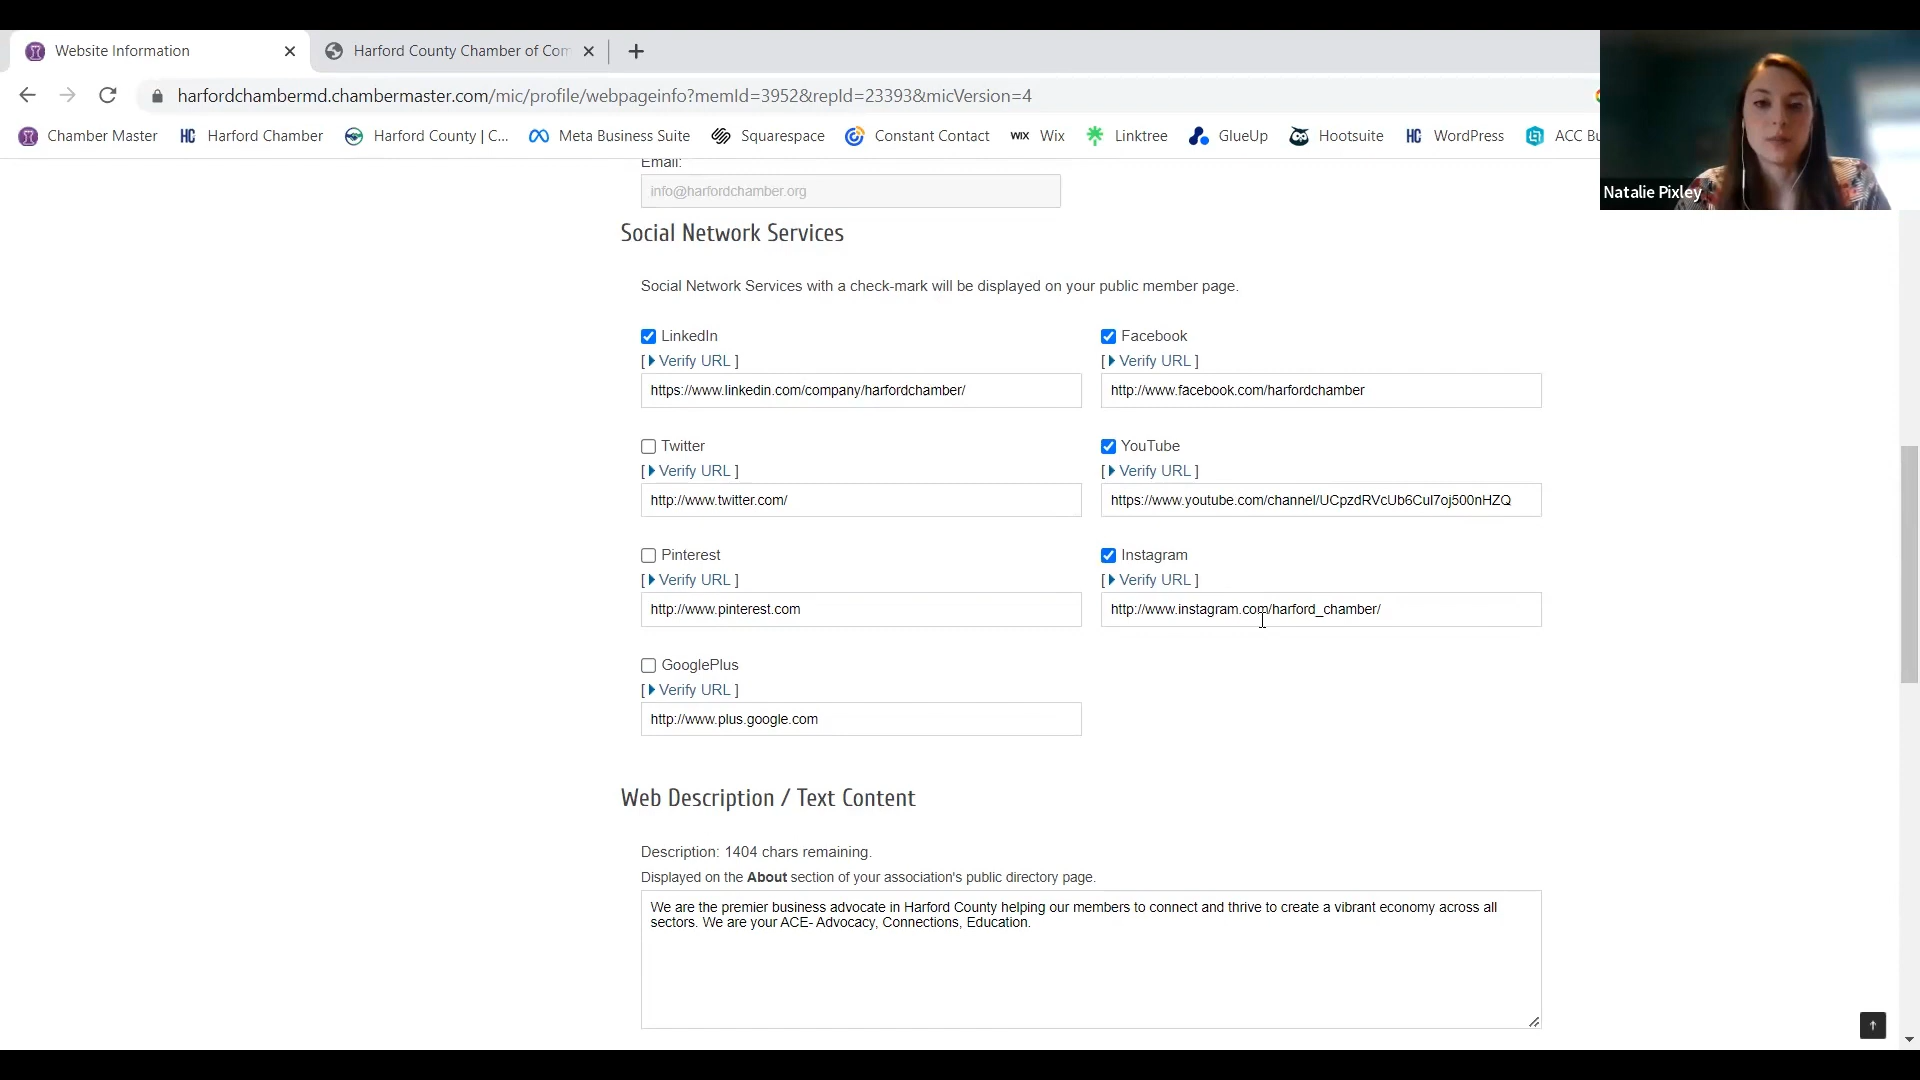 Website Information
Harford County Chamber of Com
harfordchambermd.chambermaster.com/mic/profile/webpageinfo?memId=3952&repId=23393&micVersion=4
Chamber Master
HC Harford Chamber
Harford County | C...
Meta Business Suite
Squarespace
Constant Contact
WIX Wix
Linktree
GlueUp
Hootsuite
HC WordPress
ACC Bu
Natalie Pixley
Email:
info@harfordchamber.org
Social Network Services
Social Network Services with a check-mark will be displayed on your public member page.
LinkedIn
[ Verify URL ]
https://www.linkedin.com/company/harfordchamber/
Facebook
[ Verify URL ]
http://www.facebook.com/harfordchamber
Twitter
[ Verify URL ]
http://www.twitter.com/
YouTube
[ Verify URL ]
https://www.youtube.com/channel/UCpzdRVcUb6CuI7oj500nHZQ
Pinterest
[ Verify URL ]
http://www.pinterest.com
Instagram
[ Verify URL ]
http://www.instagram.com/harford_chamber/
GooglePlus
[ Verify URL ]
http://www.plus.google.com
Web Description / Text Content
Description: 1404 chars remaining.
Displayed on the About section of your association's public directory page.
We are the premier business advocate in Harford County helping our members to connect and thrive to create a vibrant economy across all
sectors. We are your ACE- Advocacy, Connections, Education.